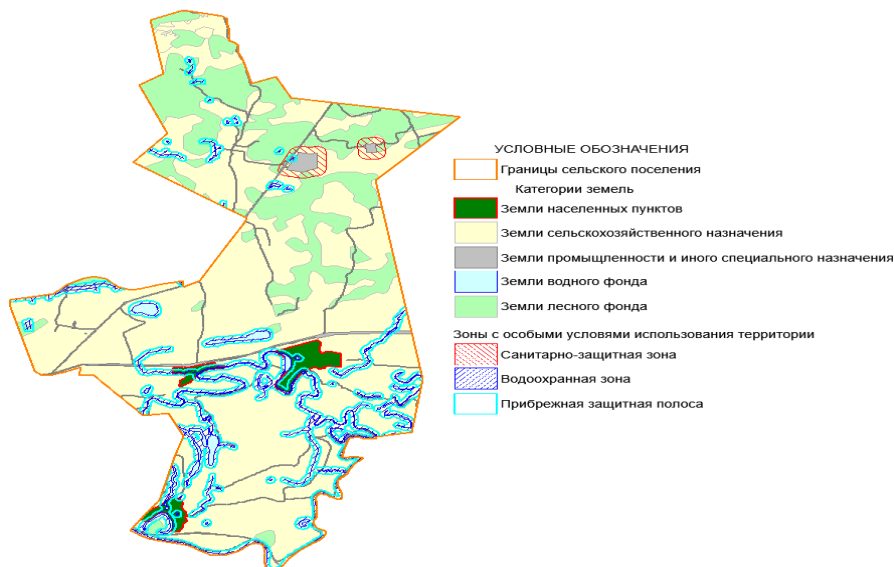 УСЛОВНЫЕ ОБОЗНАЧЕНИЯ
Границы сельского поселения
Категории земель
Земли населенных пунктов
Земли сельскохозяйственного назначения
Земли промыщленности и иного специального назначения
Земли водного фонда
Земли лесного фонда
Зоны с особыми условиями использования территории
Санитарно-защитная зона
Водоохранная зона
Прибрежная защитная полоса